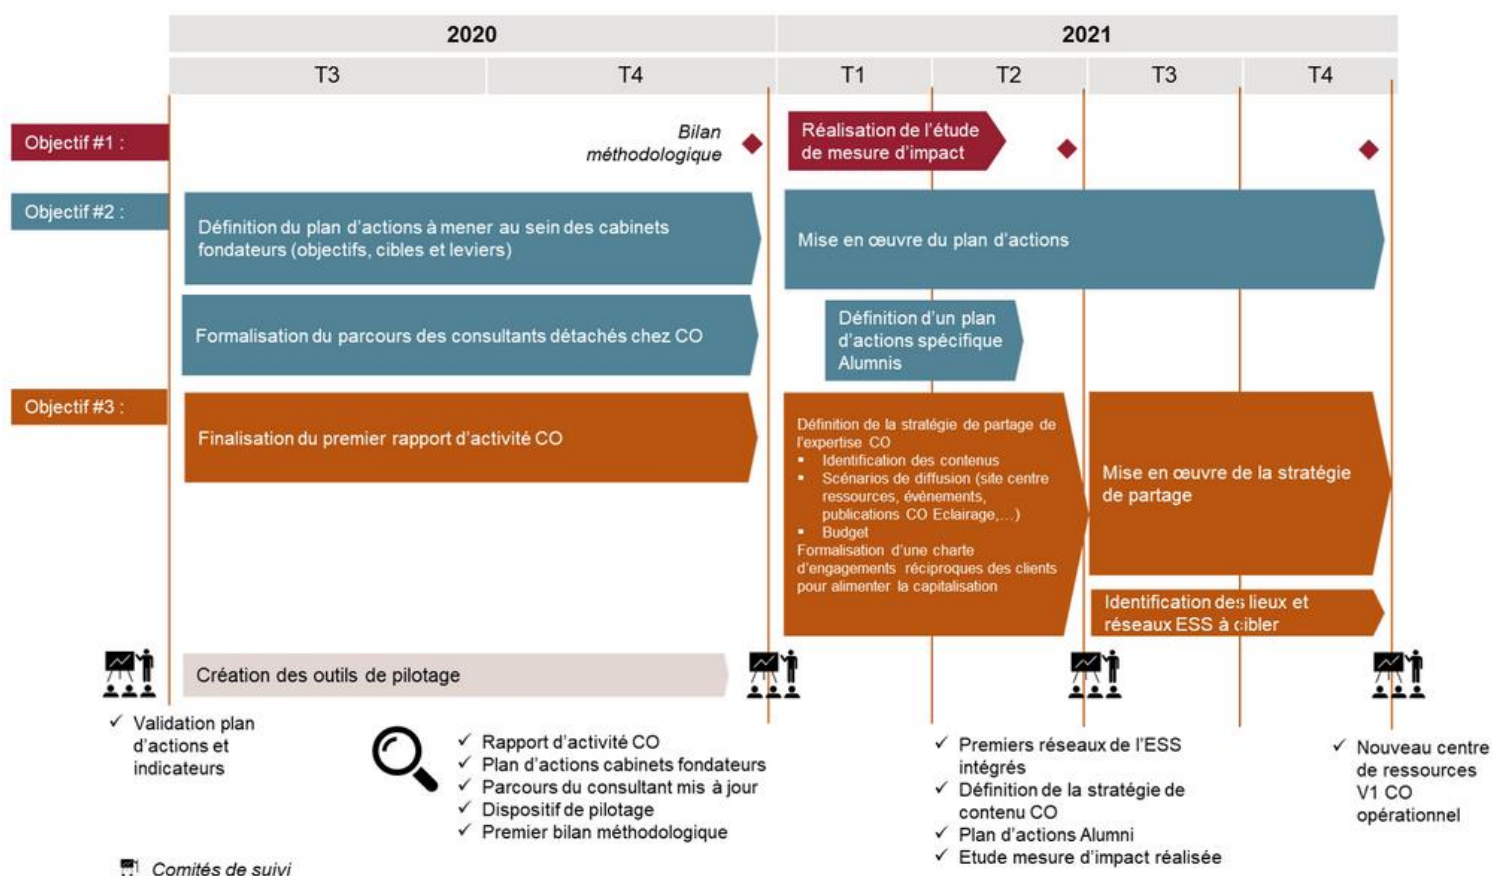 2020
2021
T3
T4
T1
T2
T3
T4
Objectif #1 :
Bilan
méthodologique
Réalisation de l'étude
de mesure d'impact
Objectif #2 :
Définition du plan d'actions à mener au sein des cabinets
fondateurs (objectifs, cibles et leviers)
Mise en œuvre du plan d'actions
Formalisation du parcours des consultants détachés chez CO
Définition d'un plan
d'actions spécifique
Alumnis
Objectif #3 :
Finalisation du premier rapport d'activité CO
Définition de la stratégie de partage de
l'expertise CO
▪ Identification des contenus
▪ Scénarios de diffusion (site centre
ressources, évènements,
publications CO Eclairage,…)
▪ Budget
Formalisation d'une charte
d'engagements réciproques des clients
pour alimenter la capitalisation
Mise en œuvre de la stratégie
de partage
Identification des lieux et
réseaux ESS à cibler
Création des outils de pilotage
✓ Validation plan
d'actions et
indicateurs
✓ Rapport d'activité CO
✓ Plan d'actions cabinets fondateurs
✓ Parcours du consultant mis à jour
✓ Dispositif de pilotage
✓ Premier bilan méthodologique
✓ Premiers réseaux de l'ESS
intégrés
✓ Définition de la stratégie de
contenu CO
✓ Plan d'actions Alumni
✓ Etude mesure d'impact réalisée
✓ Nouveau centre
de ressources
V1 CO
opérationnel
Comités de suivi